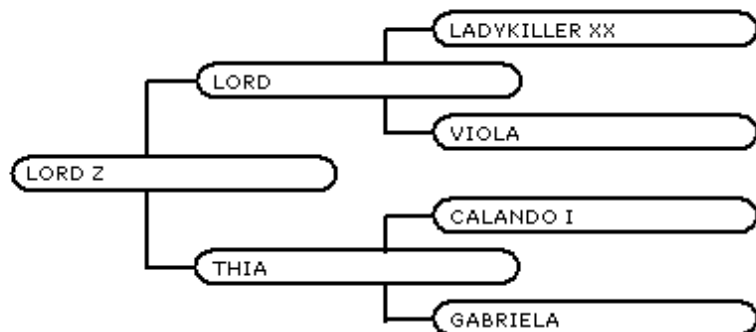 LADYKILLER XX
LORD
VIOLA
LORD Z
CALANDO I
THIA
GABRIELA